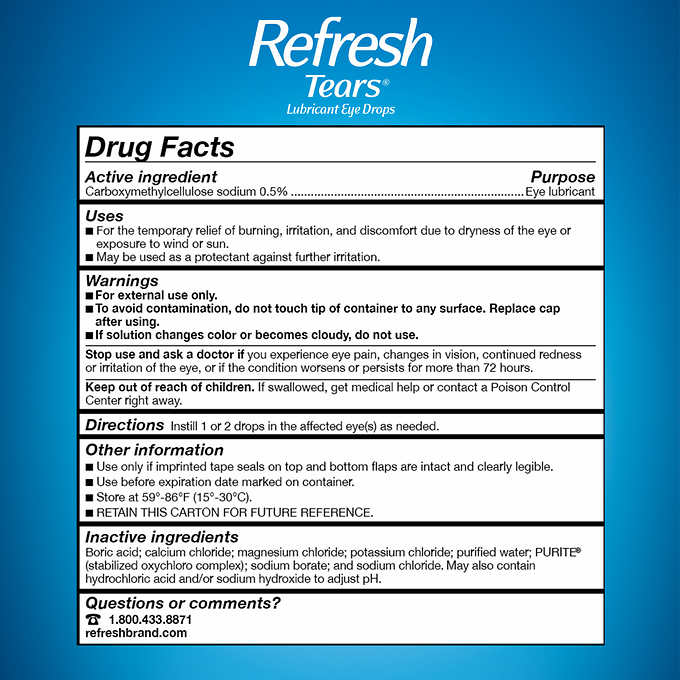 Refresh
Tears®
Lubricant Eye Drops
Drug Facts
Active ingredient Purpose
Carboxymethylcellulose sodium 0.5% ........................................................................ Eye lubricant
Uses
■ For the temporary relief of burning, irritation, and discomfort due to dryness of the eye or
exposure to wind or sun.
■ May be used as a protectant against further irritation.
Warnings
■ For external use only.
■ To avoid contamination, do not touch tip of container to any surface. Replace cap
after using.
■ If solution changes color or becomes cloudy, do not use.
Stop use and ask a doctor if you experience eye pain, changes in vision, continued redness
or irritation of the eye, or if the condition worsens or persists for more than 72 hours.
Keep out of reach of children. If swallowed, get medical help or contact a Poison Control
Center right away.
Directions Instill 1 or 2 drops in the affected eye(s) as needed.
Other information
■ Use only if imprinted tape seals on top and bottom flaps are intact and clearly legible.
■ Use before expiration date marked on container.
■ Store at 59°-86°F (15°-30°C).
■ RETAIN THIS CARTON FOR FUTURE REFERENCE.
Inactive ingredients
Boric acid; calcium chloride; magnesium chloride; potassium chloride; purified water; PURITE®
(stabilized oxychloro complex); sodium borate; and sodium chloride. May also contain
hydrochloric acid and/or sodium hydroxide to adjust pH.
Questions or comments?
☎ 1.800.433.8871
refreshbrand.com